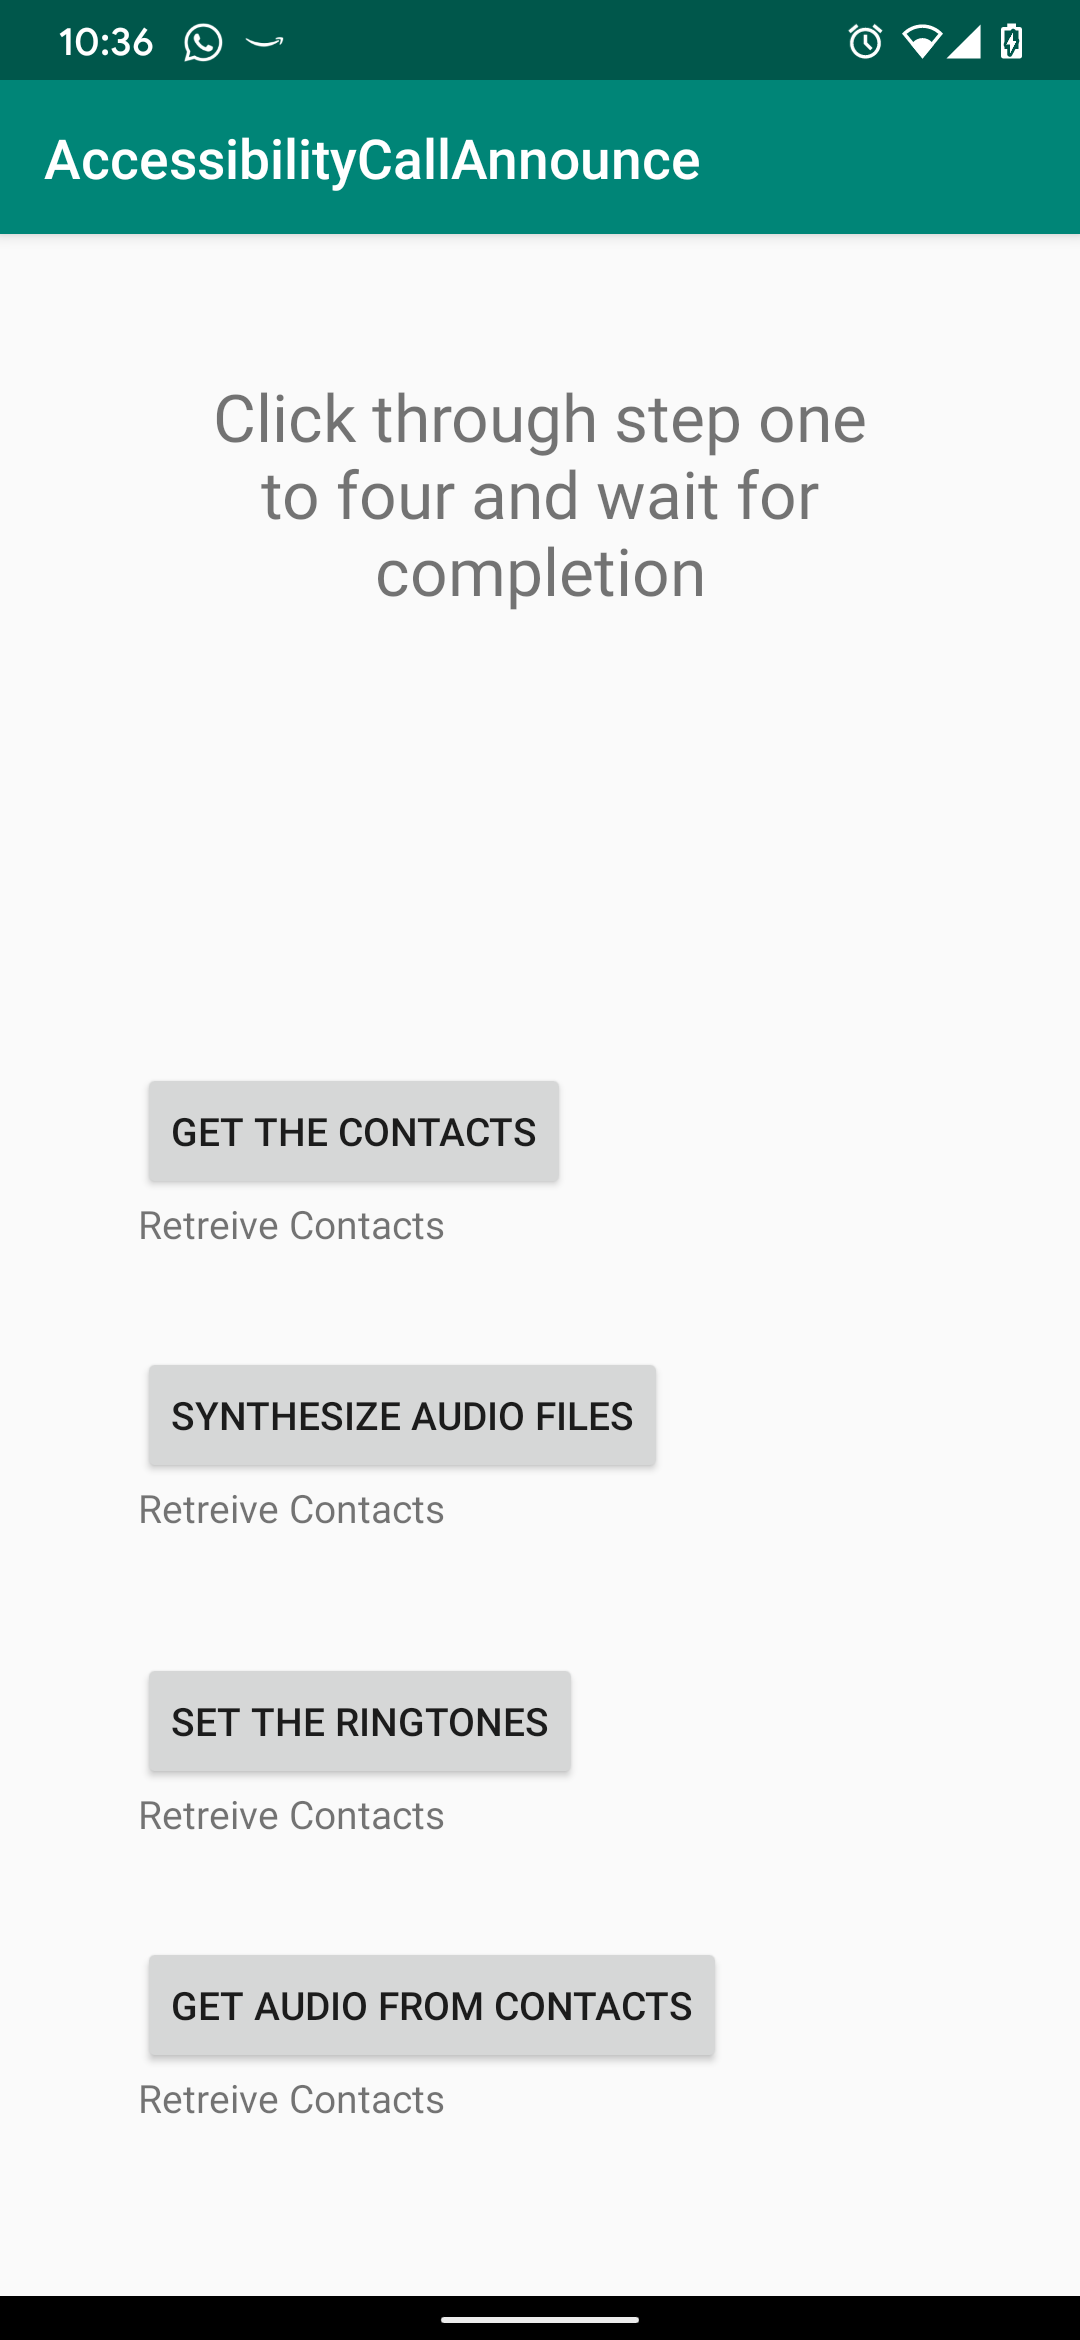 10:36
AccessibilityCallAnnounce
Click through step one
to four and wait for
completion
GET THE CONTACTS
Retreive Contacts
SYNTHESIZE AUDIO FILES
Retreive Contacts
SET THE RINGTONES
Retreive Contacts
GET AUDIO FROM CONTACTS
Retreive Contacts